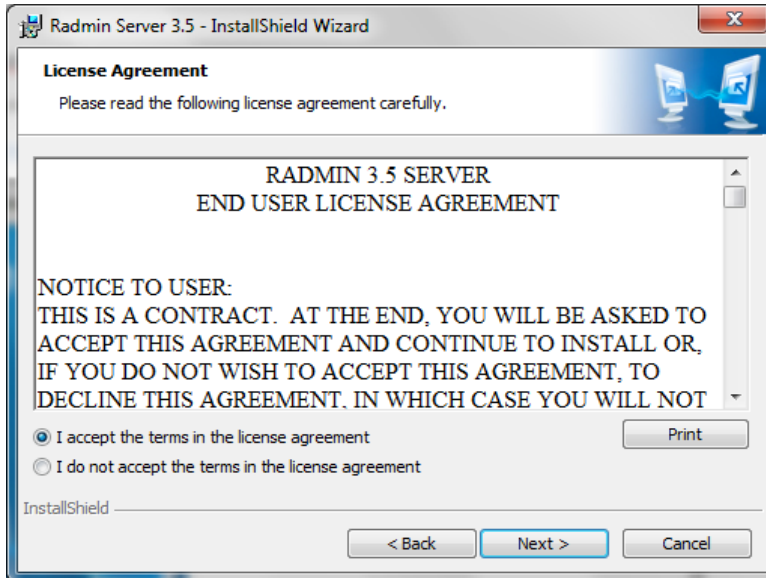 Radmin Server 3.5 - InstallShield Wizard
License Agreement
Please read the following license agreement carefully.
RADMIN 3.5 SERVER
END USER LICENSE AGREEMENT
NOTICE TO USER:
THIS IS A CONTRACT. AT THE END, YOU WILL BE ASKED TO
ACCEPT THIS AGREEMENT AND CONTINUE TO INSTALL OR,
IF YOU DO NOT WISH TO ACCEPT THIS AGREEMENT, TO
DECLINE THIS AGREEMENT, IN WHICH CASE YOU WILL NOT
I accept the terms in the license agreement
Print
I do not accept the terms in the license agreement
InstallShield
< Back
Next >
Cancel